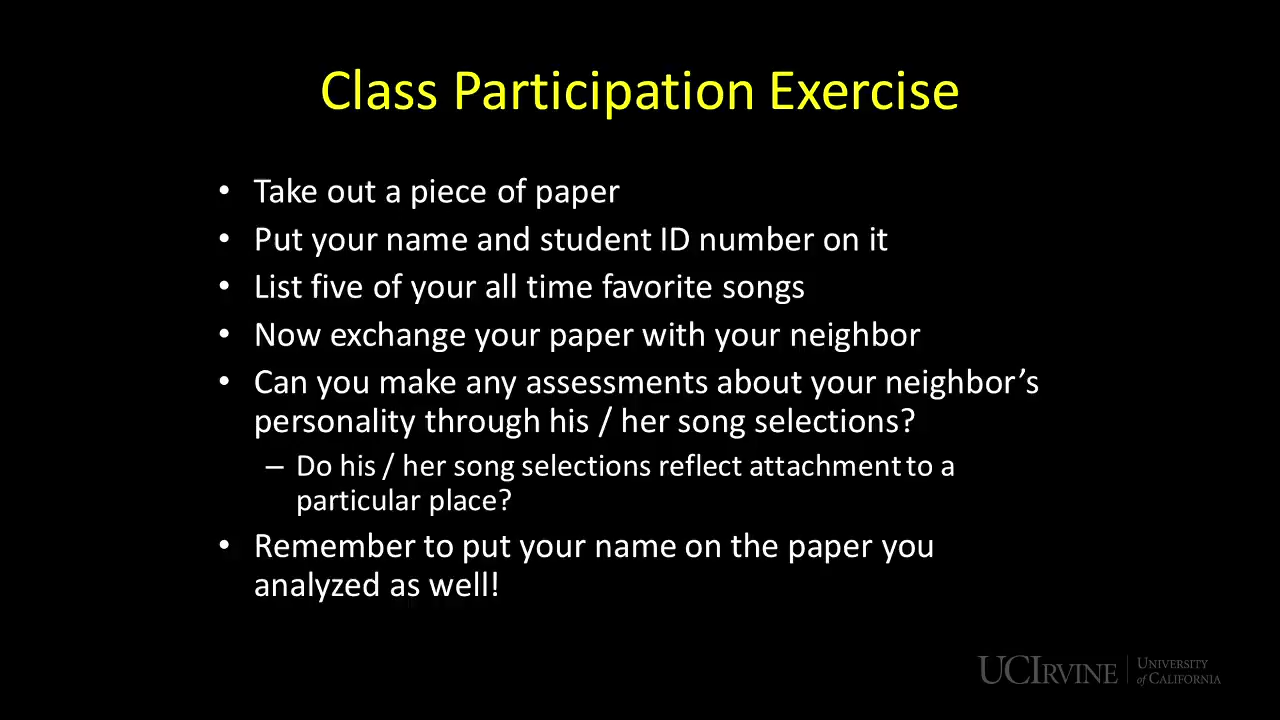 Class Participation Exercise
• Take out a piece of paper
• Put your name and student ID number on it
• List five of your all time favorite songs
• Now exchange your paper with your neighbor
• Can you make any assessments about your neighbor’s
personality through his / her song selections?
– Do his / her song selections reflect attachment to a
particular place?
• Remember to put your name on the paper you
analyzed as well!
UCIRVINE | UNIVERSITY
of CALIFORNIA